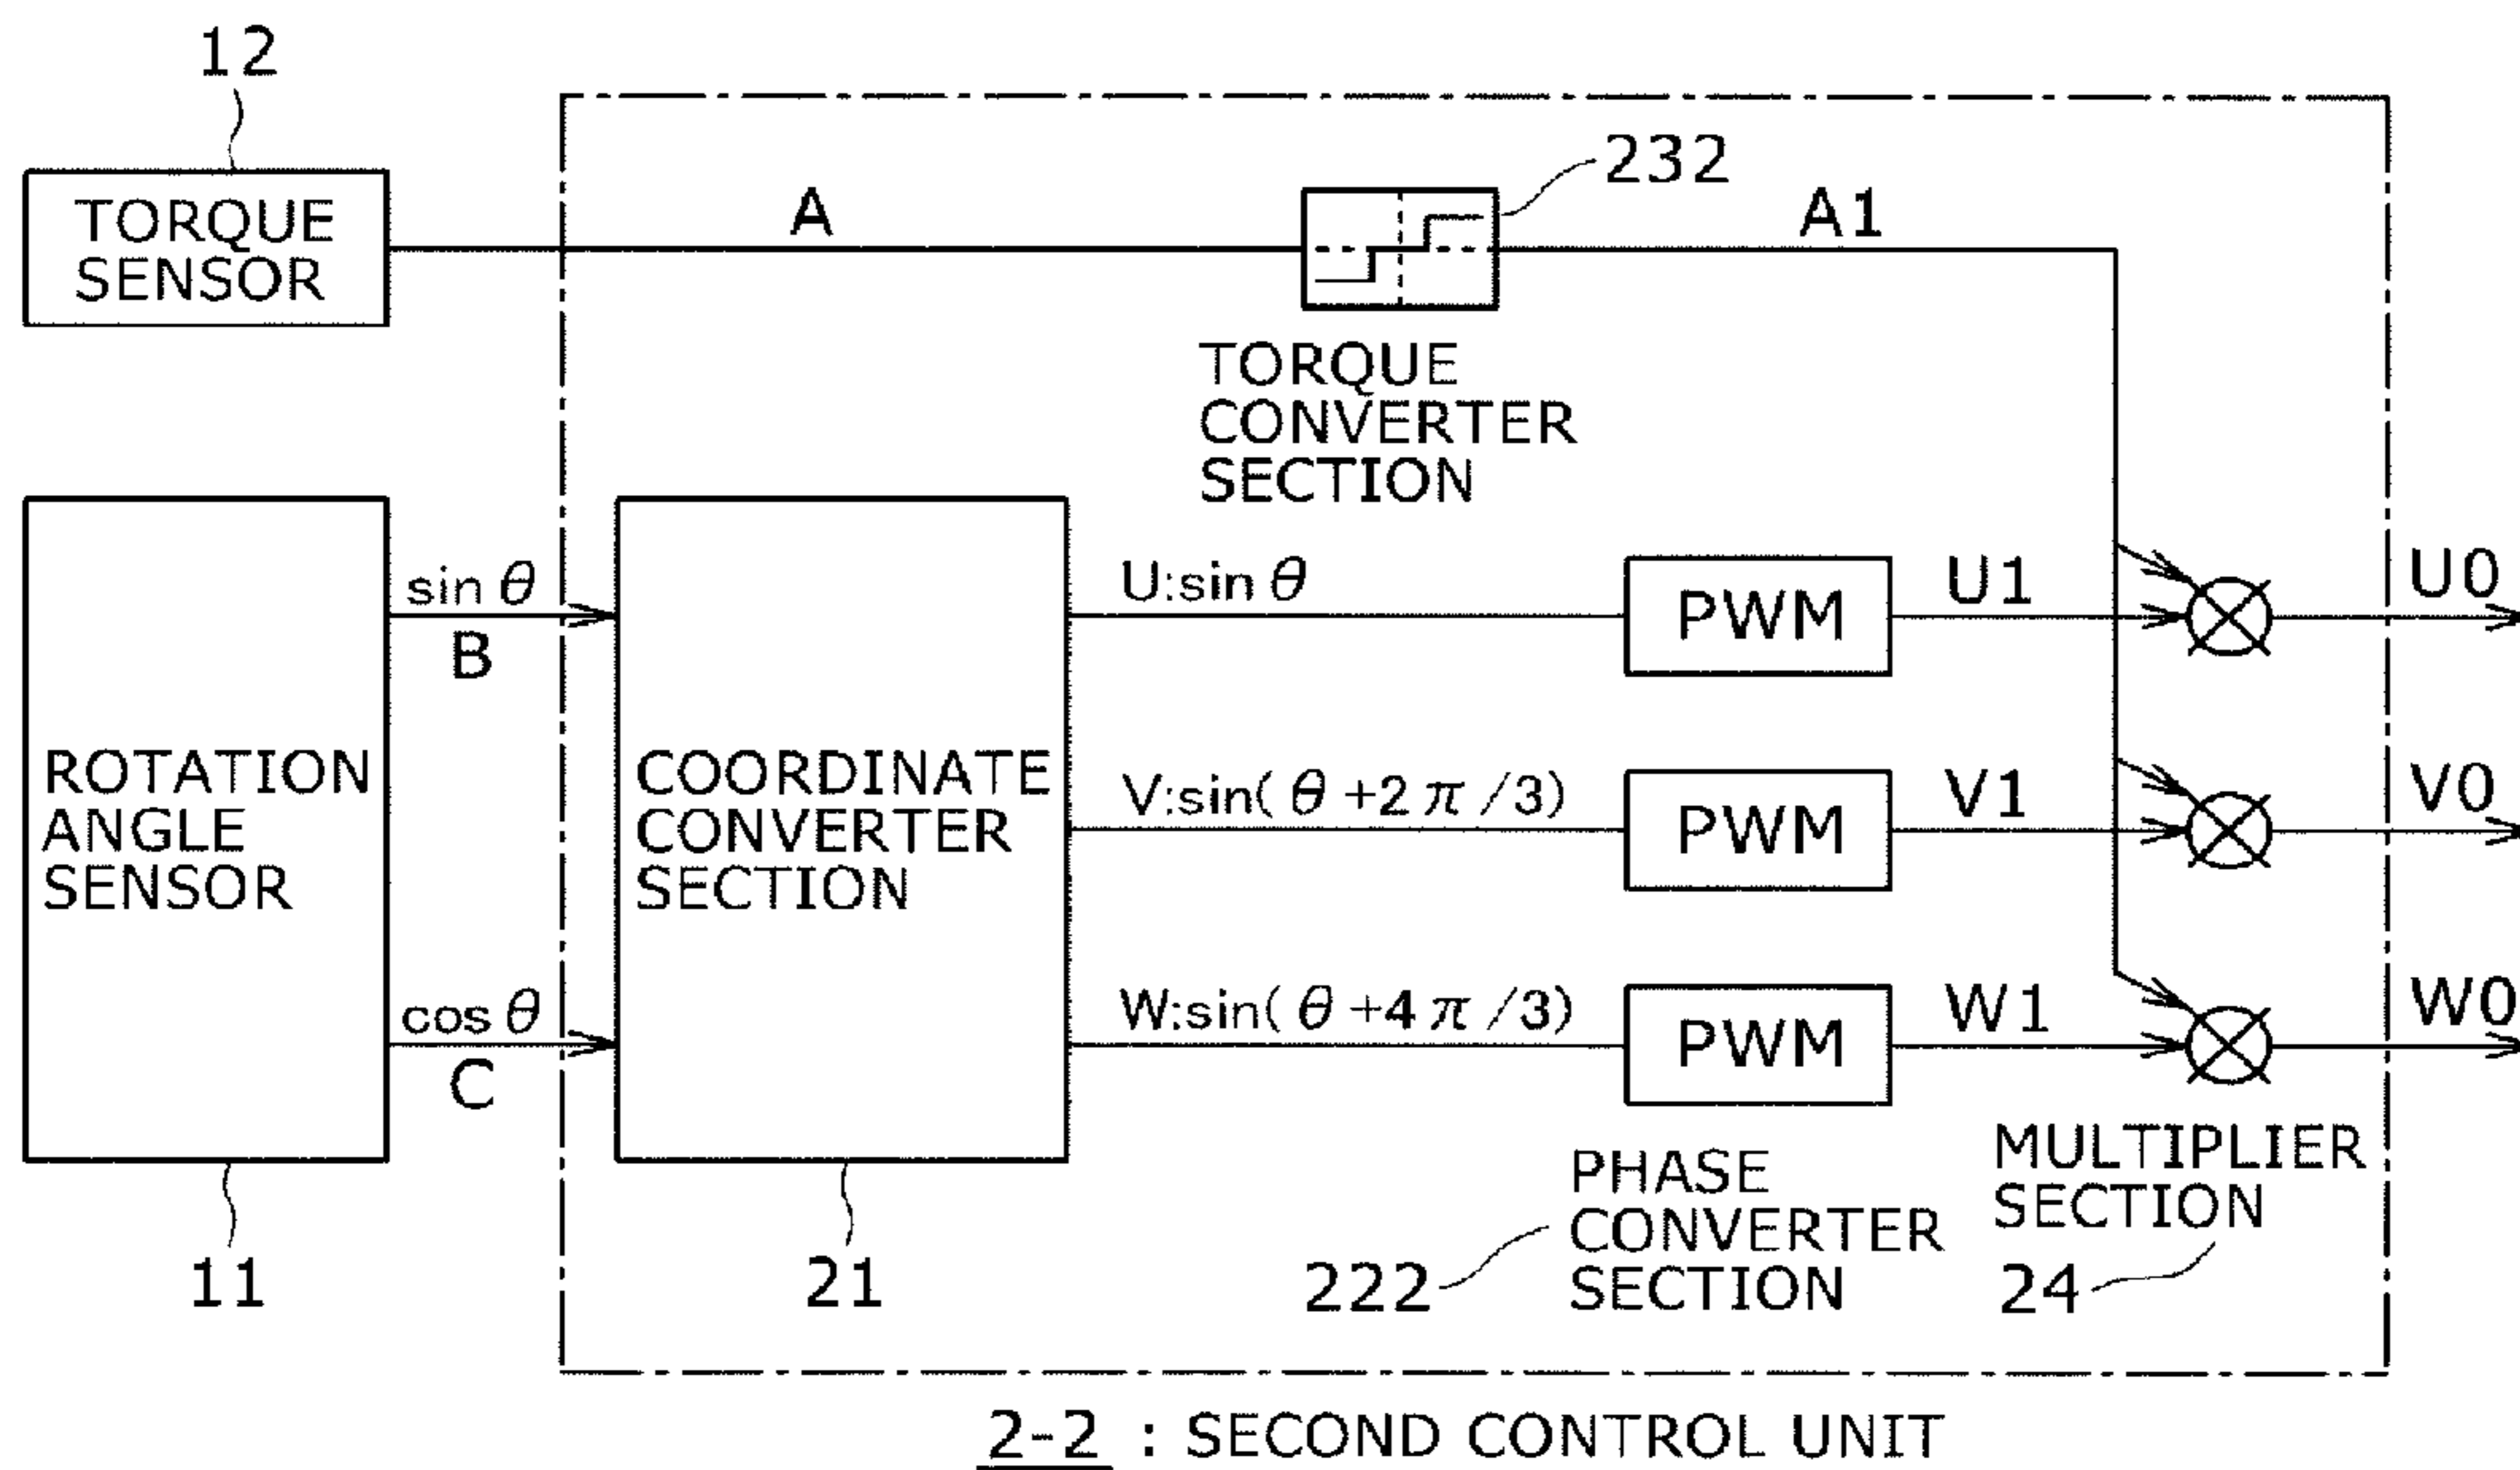 12
TORQUE
SENSOR
A
232
A1
TORQUE
CONVERTER
SECTION
ROTATION
ANGLE
SENSOR
11
sin θ
B
cos θ
C
COORDINATE
CONVERTER
SECTION
21
U:sin θ
PWM
U1
U0
V:sin( θ +2 π /3)
PWM
V1
V0
W:sin( θ +4 π /3)
PWM
W1
W0
PHASE
CONVERTER
SECTION
222
MULTIPLIER
SECTION
24
2-2 : SECOND CONTROL UNIT